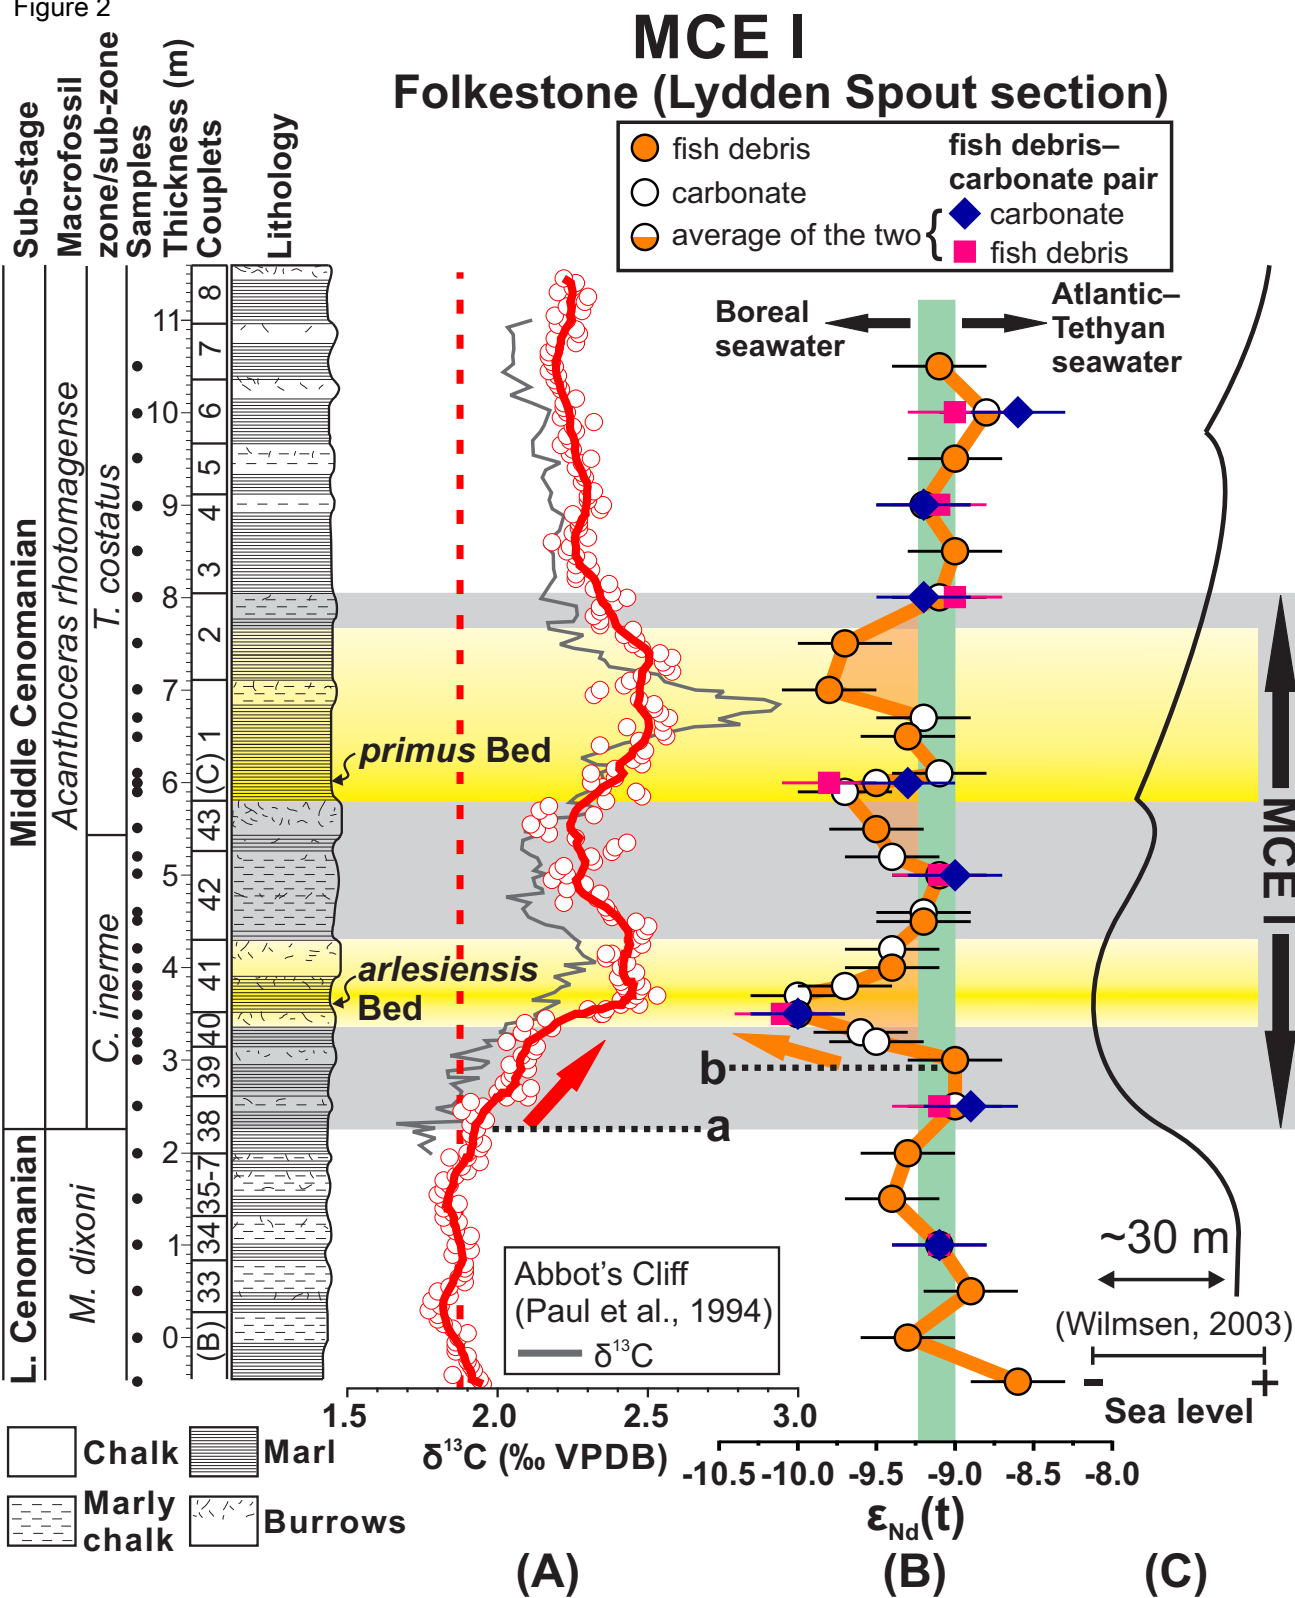 Figure 2
MCE I
Folkestone (Lydden Spout section)
Sub-stage
Macrofossil
zone/sub-zone
Samples
Thickness (m)
Couplets
Lithology
fish debris
carbonate
average of the two
fish debris–
carbonate pair
carbonate
fish debris
Boreal
seawater
Atlantic–
Tethyan
seawater
Middle Cenomanian
L. Cenomanian
Acanthoceras rhotomagense
T. costatus
C. inerme
M. dixoni
11
10
9
8
7
6
5
4
3
2
1
0
8
7
6
5
4
3
2
(C) 1
43
42
41
40
39
38
35-7
34
33
(B)
primus Bed
arlesiensis
Bed
a
b
MCE I
Abbot's Cliff
(Paul et al., 1994)
δ13C
~30 m
(Wilmsen, 2003)
- +
Sea level
1.5 2.0 2.5 3.0
δ13C (‰ VPDB)
-10.5 -10.0 -9.5 -9.0 -8.5 -8.0
εNd(t)
Chalk
Marl
Marly
chalk
Burrows
(A) (B) (C)